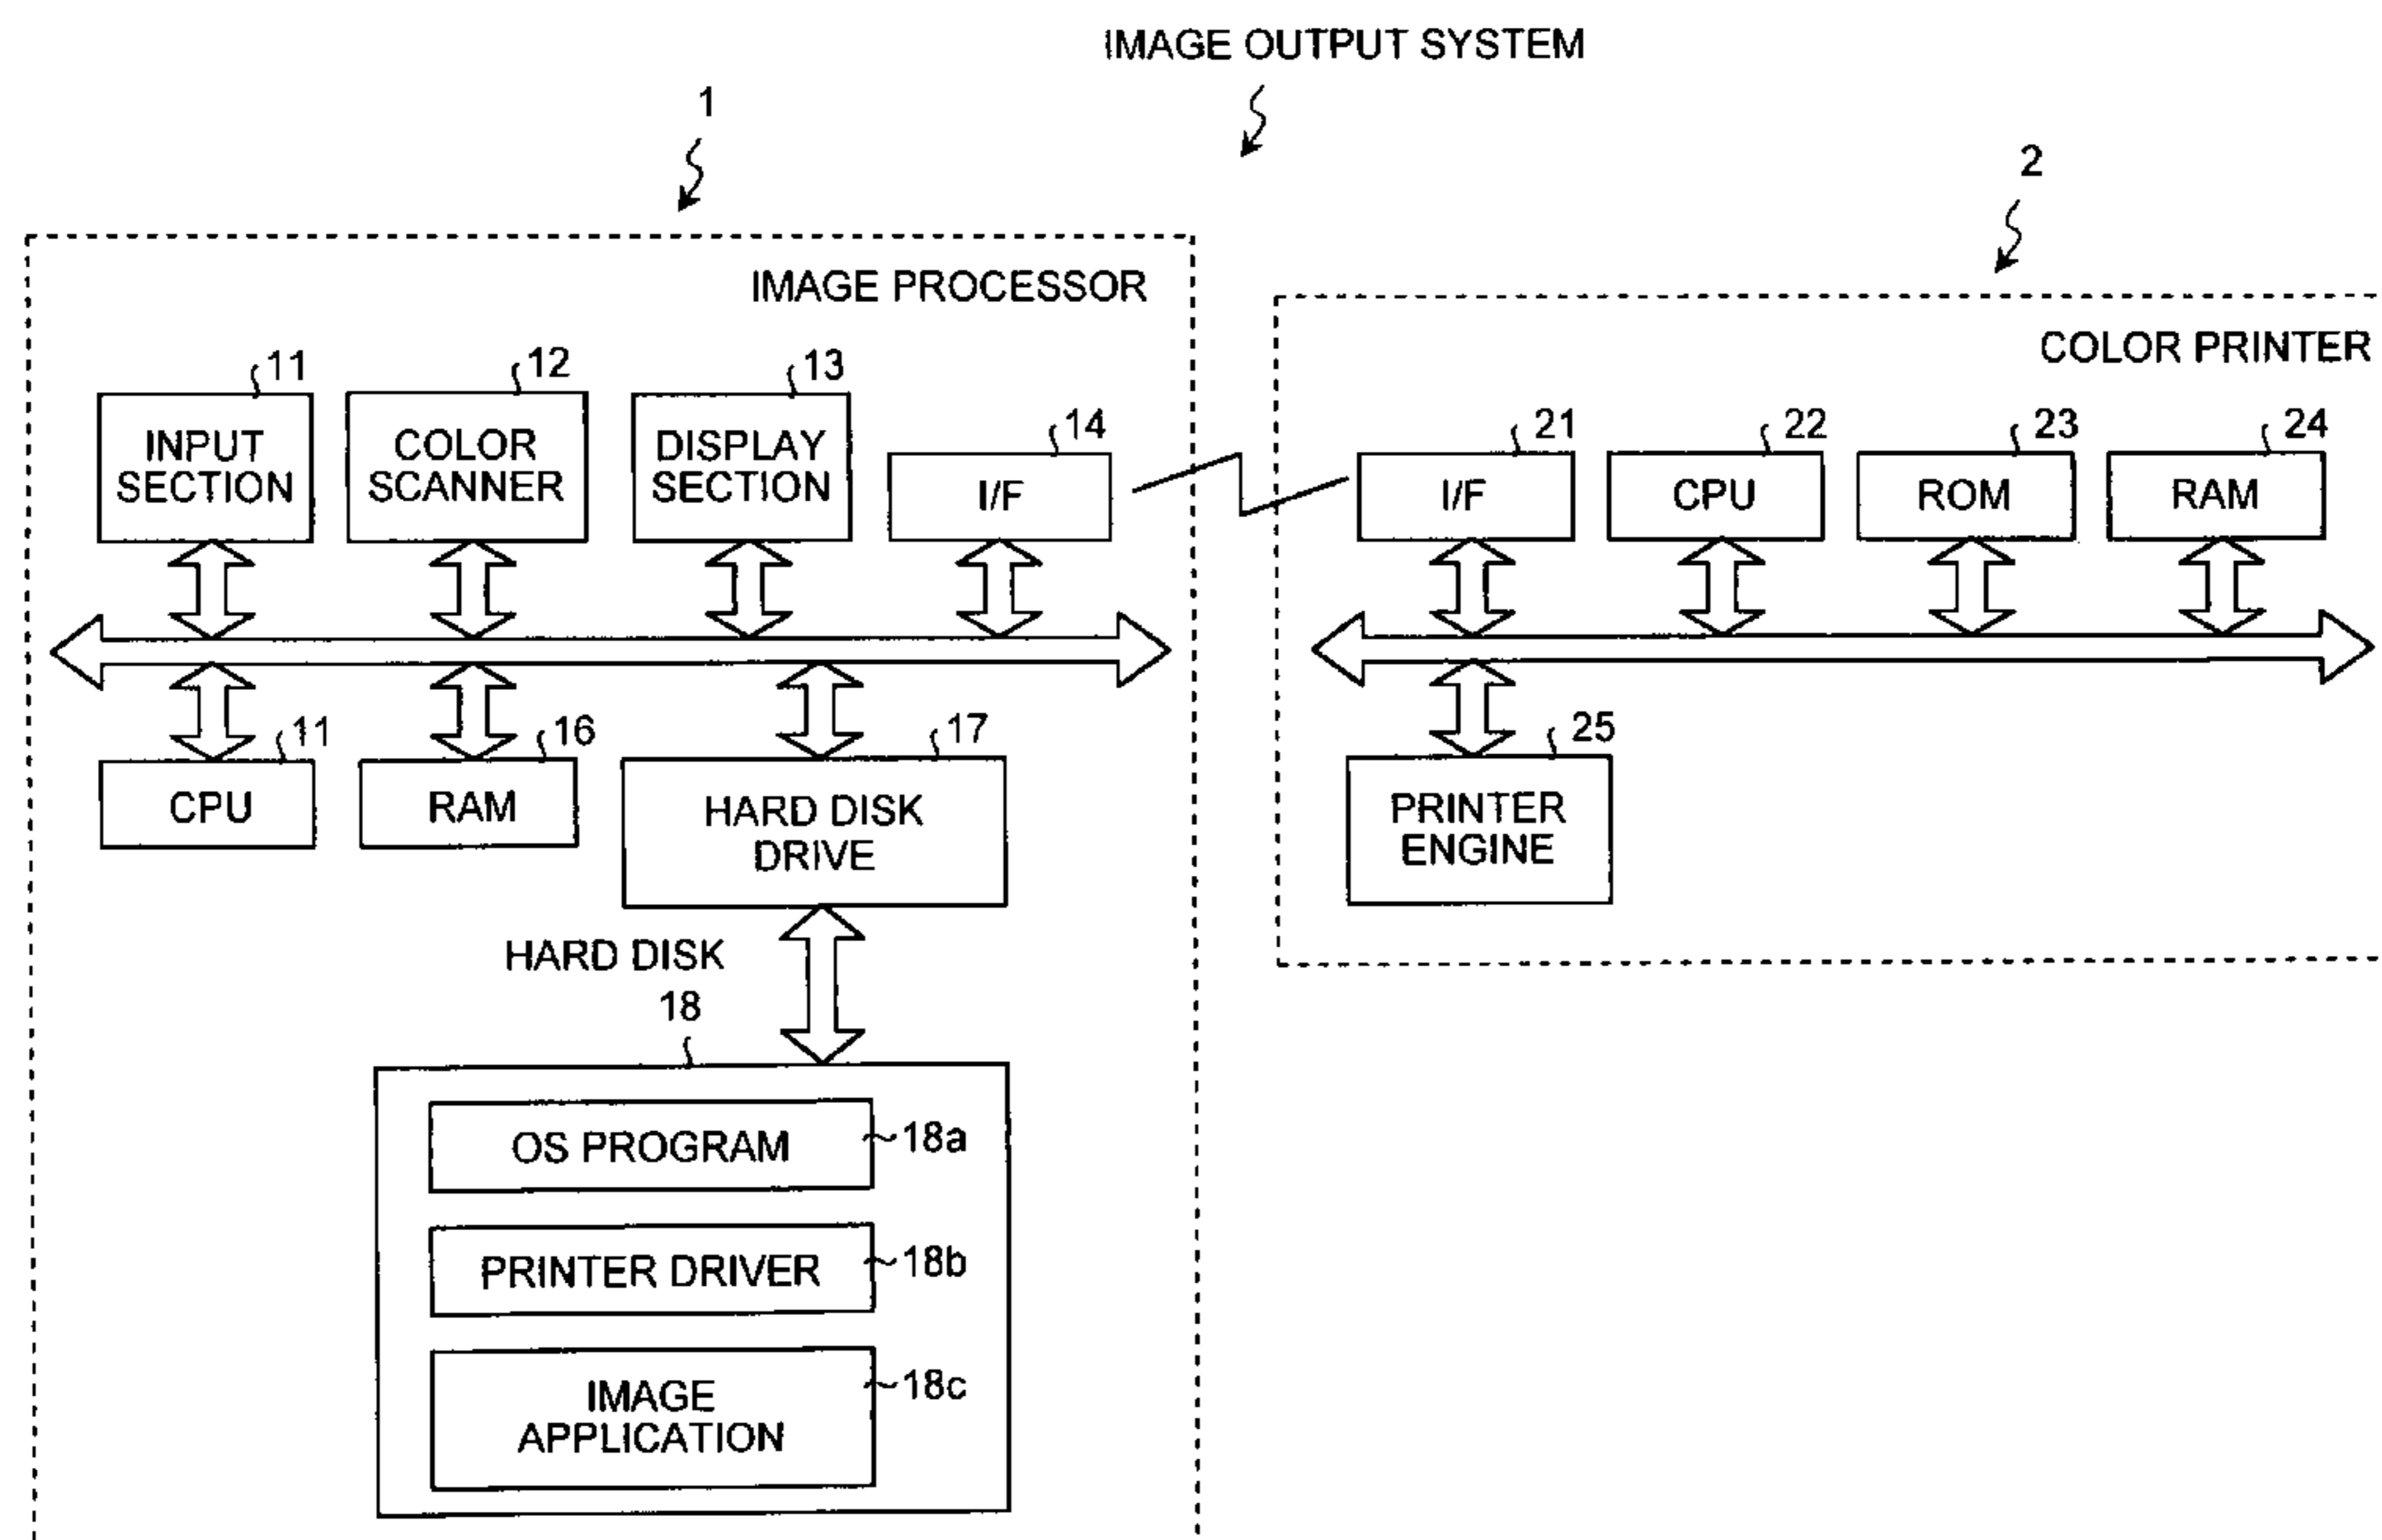 IMAGE OUTPUT SYSTEM
1
2
IMAGE PROCESSOR
COLOR PRINTER
11
12
13
14
21
22
23
24
INPUT
SECTION
COLOR
SCANNER
DISPLAY
SECTION
I/F
I/F
CPU
ROM
RAM
11
16
17
25
CPU
RAM
HARD DISK
DRIVE
PRINTER
ENGINE
HARD DISK
18
OS PROGRAM
18a
PRINTER DRIVER
18b
IMAGE
APPLICATION
18c